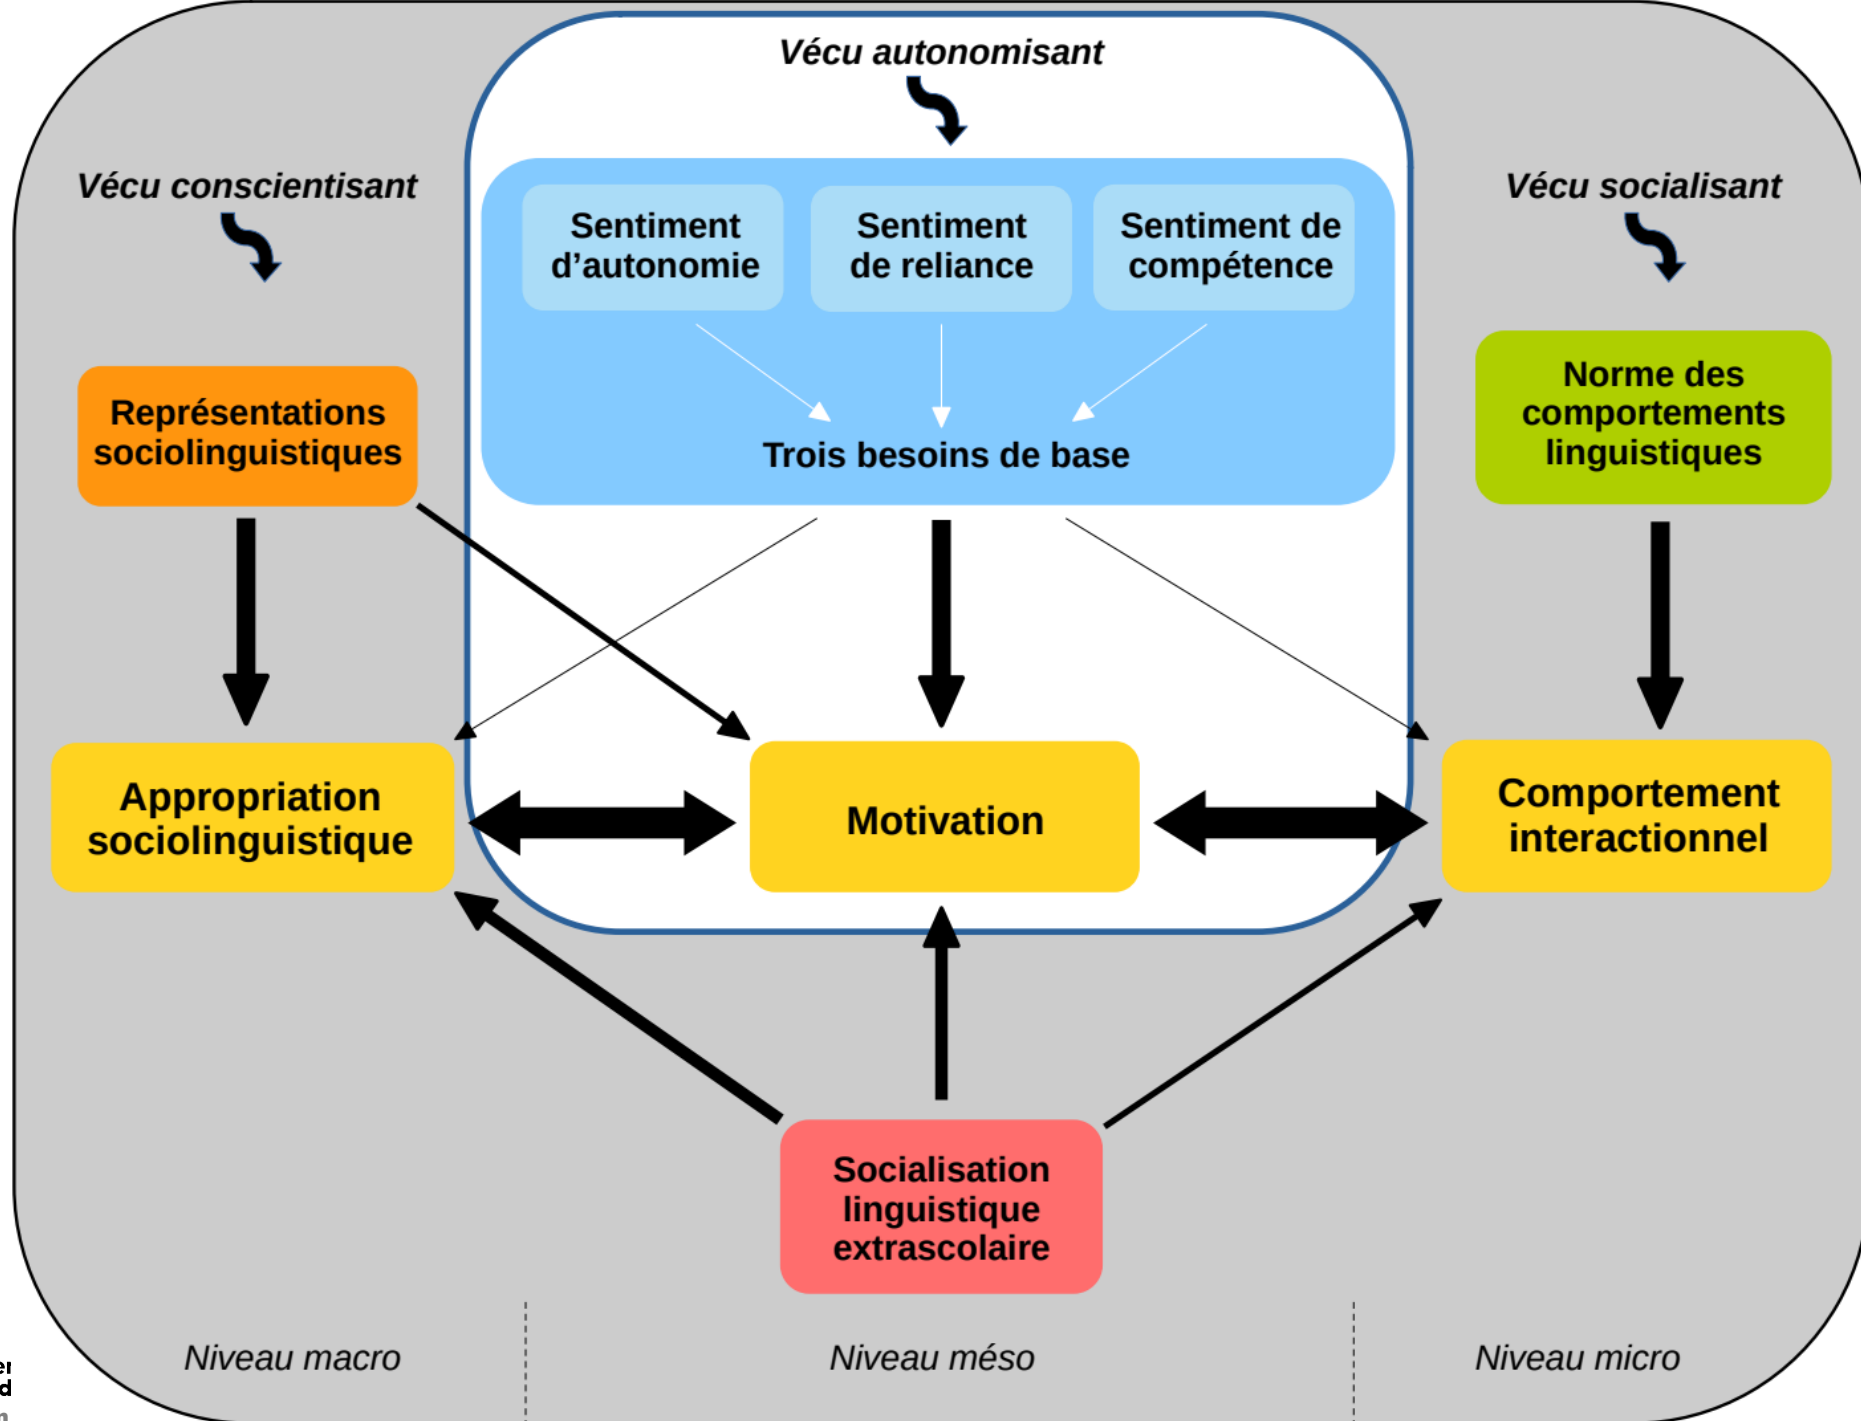 Vécu autonomisant
Vécu conscientisant
Vécu socialisant
Sentiment
d’autonomie
Sentiment
de reliance
Sentiment de
compétence
Trois besoins de base
Représentations
sociolinguistiques
Norme des
comportements
linguistiques
Appropriation
sociolinguistique
Motivation
Comportement
interactionnel
Socialisation
linguistique
extrascolaire
Niveau macro
Niveau méso
Niveau micro